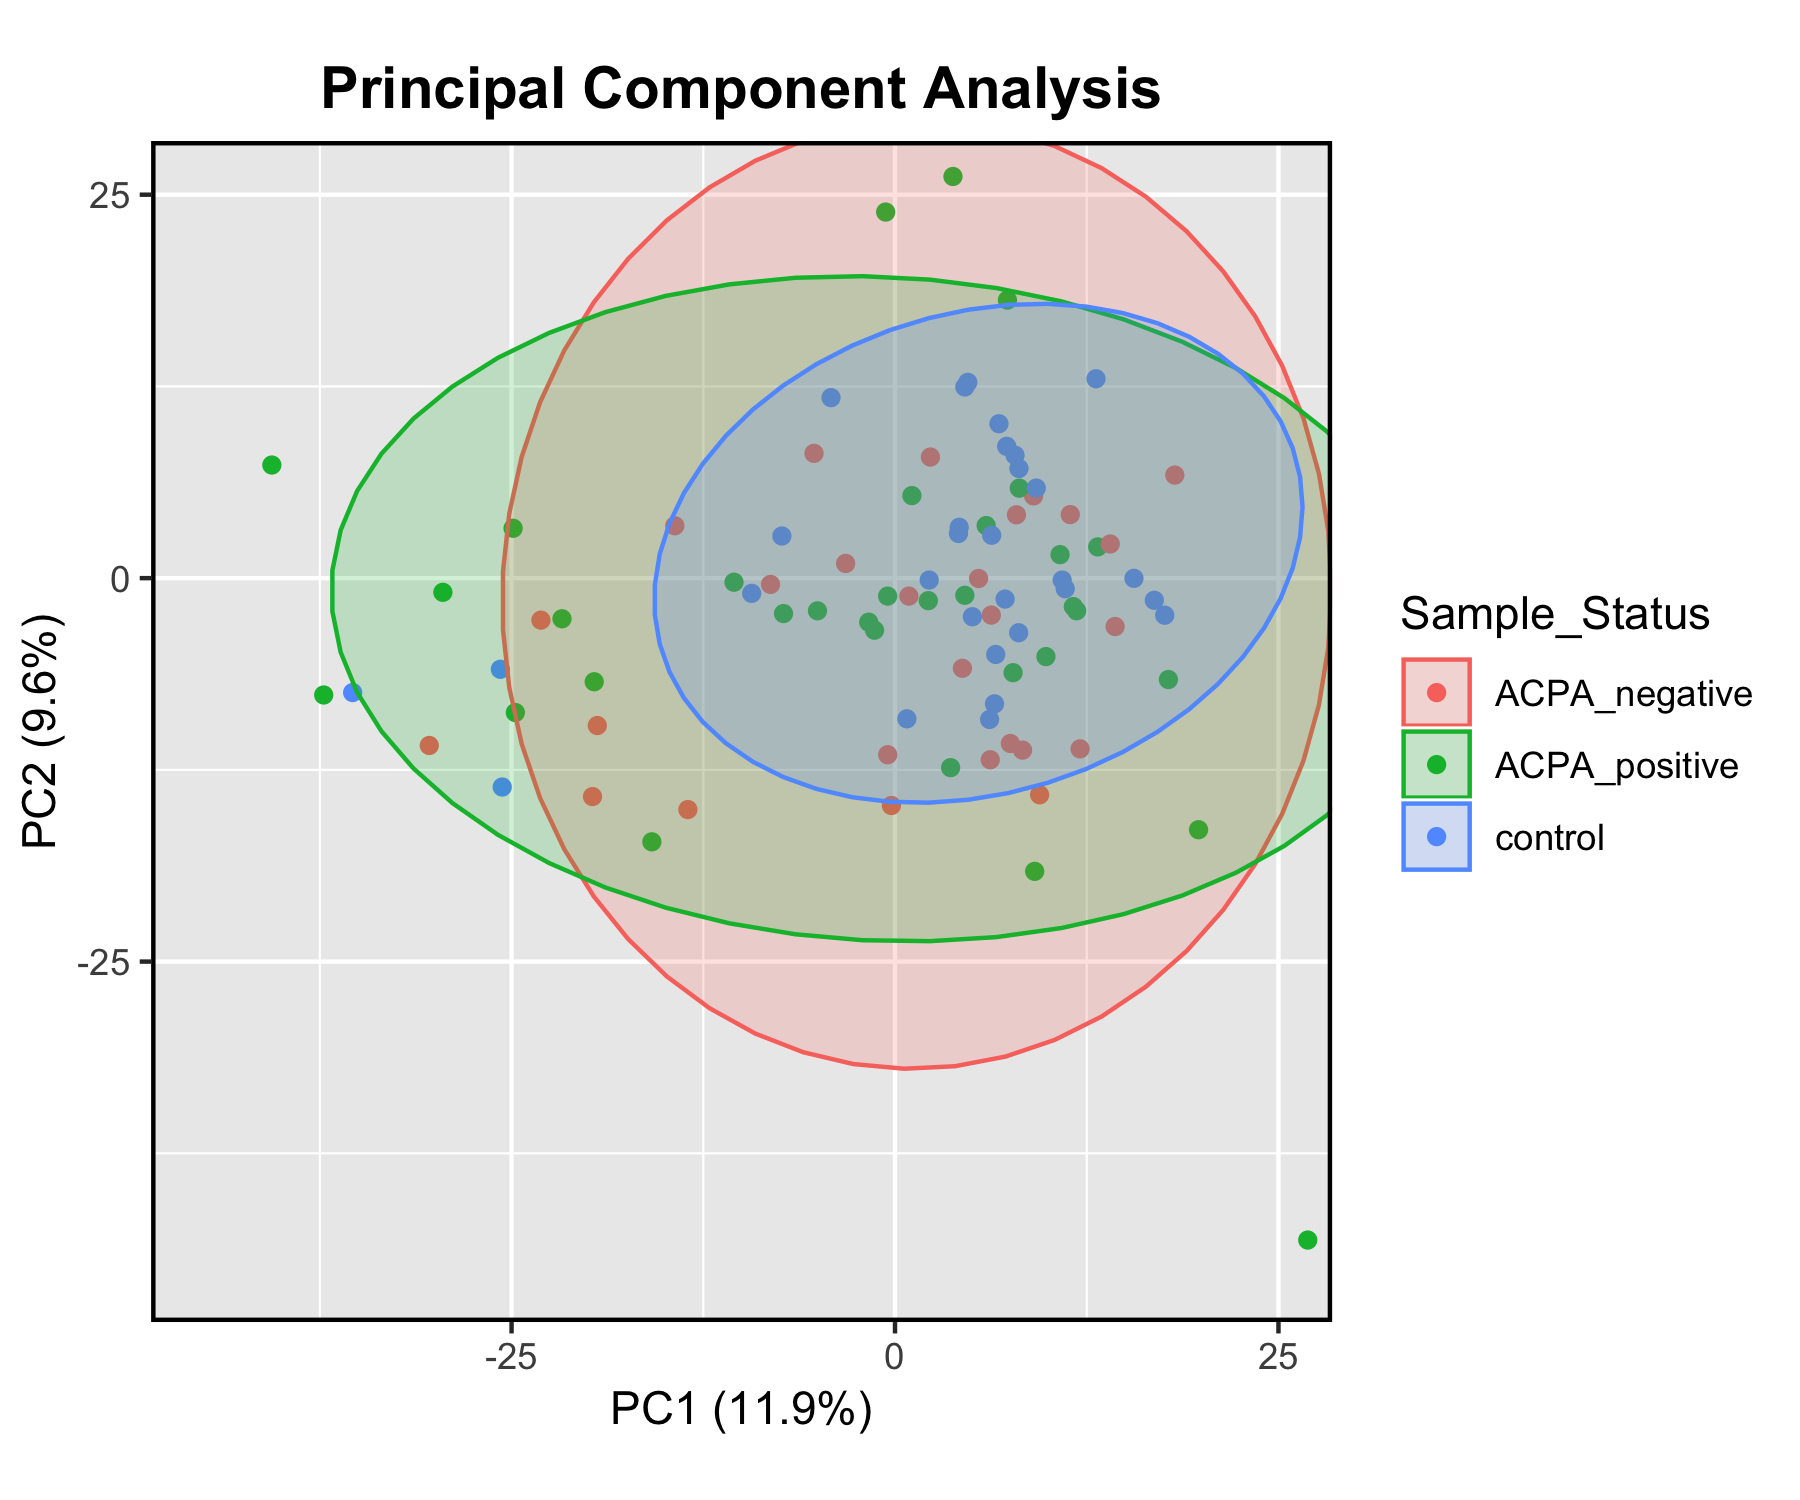 Principal Component Analysis
25
0
-25
PC2 (9.6%)
-25
0
25
PC1 (11.9%)
Sample_Status
ACPA_negative
ACPA_positive
control